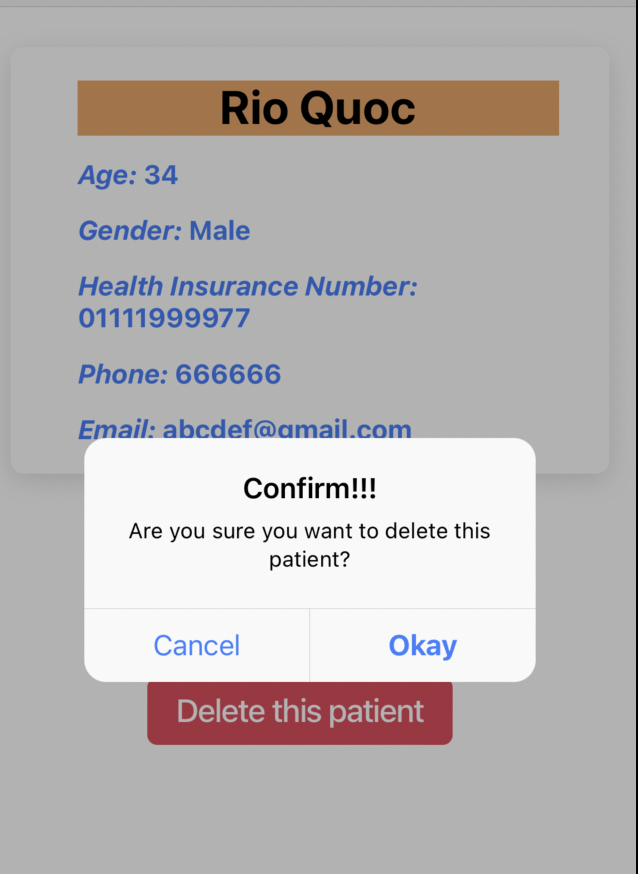 Rio Quoc
Age: 34
Gender: Male
Health Insurance Number:
01111999977
Phone: 666666
Email: abcdef@gmail.com
Confirm!!!
Are you sure you want to delete this
patient?
Cancel
Okay
Delete this patient